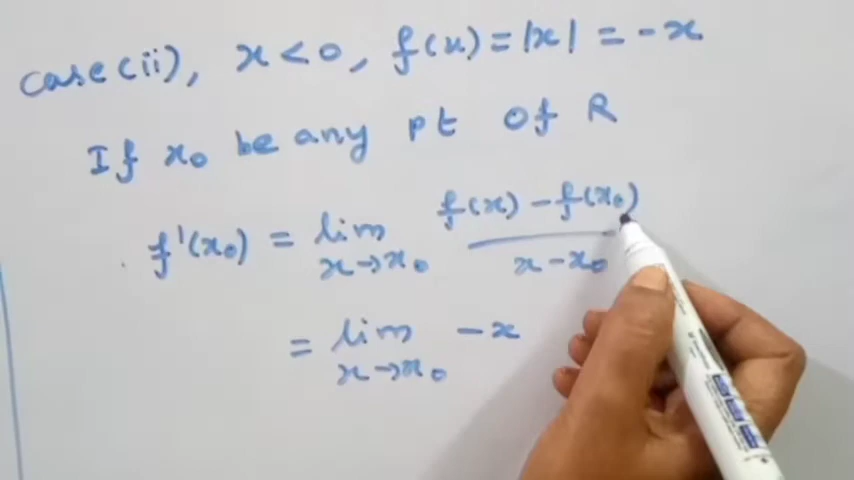 case(ii), x < 0, f(x) = |x| = -x
If x₀ be any pt of R
f'(x₀) = lim f(x) - f(x₀)
x→x₀ x - x₀
= lim -x
x→x₀